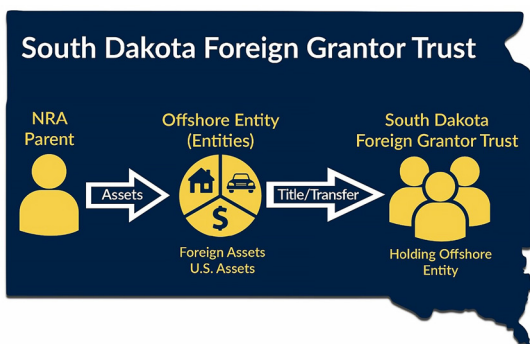 South Dakota Foreign Grantor Trust
NRA
Parent
Assets
Offshore Entity
(Entities)
$
Foreign Assets
U.S. Assets
Title/Transfer
South Dakota
Foreign Grantor Trust
Holding Offshore
Entity